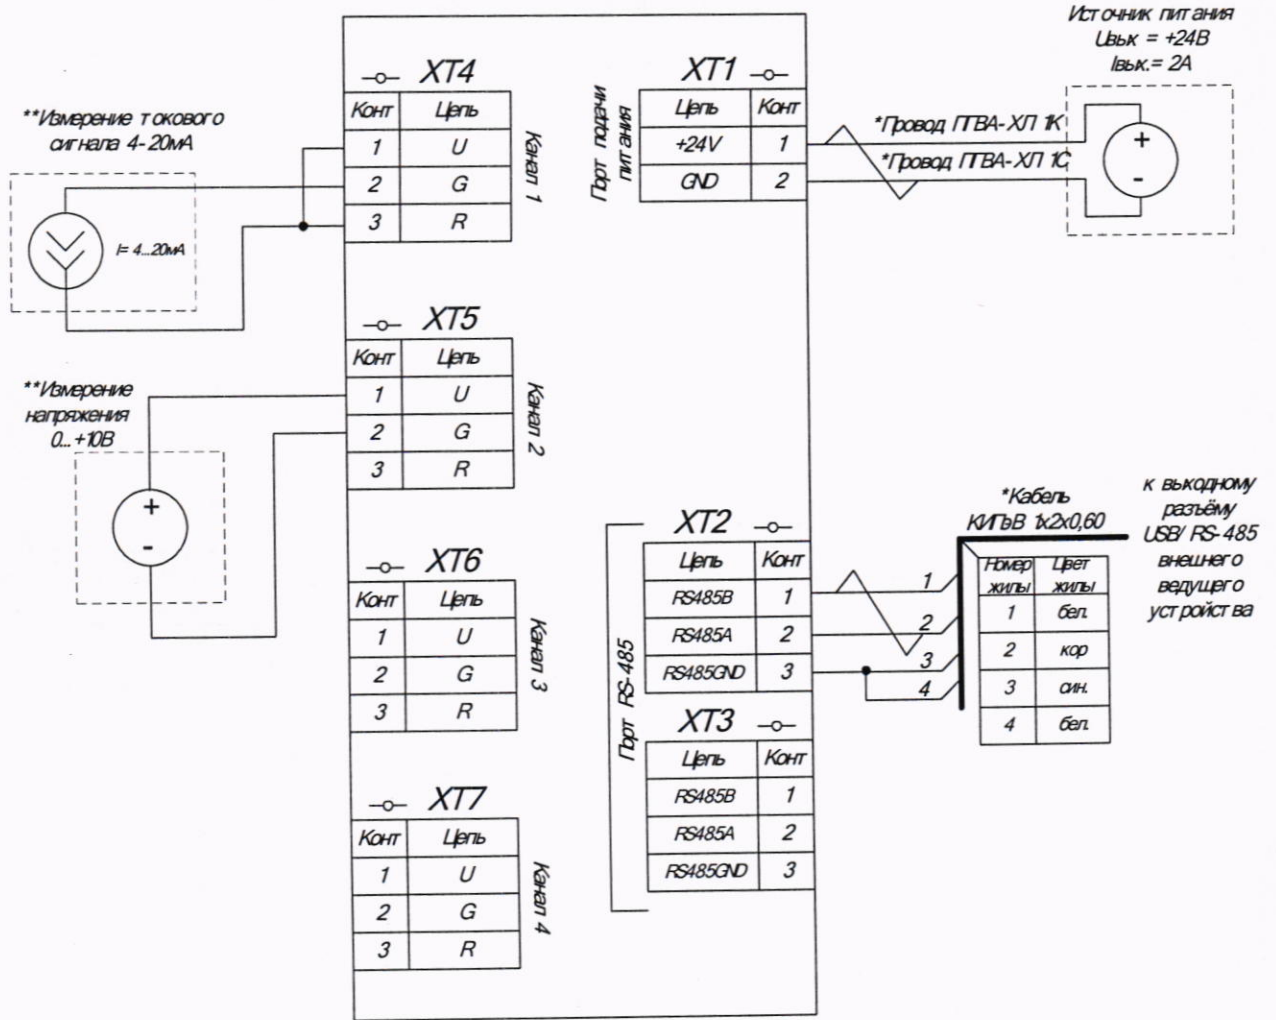 Источник питания
Uвых = +24В
Iвых.= 2А
**Измерение токового
сигнала 4-20мА
I= 4...20мА
XT4
Конт Цепь
1 U
2 G
3 R
Канал 1
Порт подачи
питания
XT1
Цепь Конт
+24V 1
GND 2
*Провод ПГВА-ХЛ 1К
*Провод ПГВА-ХЛ 1С
+
-
XT5
Конт Цепь
1 U
2 G
3 R
Канал 2
**Измерение
напряжения
0...+10В
+
-
XT6
Конт Цепь
1 U
2 G
3 R
Канал 3
XT7
Конт Цепь
1 U
2 G
3 R
Канал 4
Порт RS-485
XT2
Цепь Конт
RS485B 1
RS485A 2
RS485GND 3
XT3
Цепь Конт
RS485B 1
RS485A 2
RS485GND 3
1
2
3
4
*Кабель
КИПэВ 1х2х0,60
Номер жилы Цвет жилы
1 бел.
2 кор
3 син.
4 бел.
к выходному
разъёму
USB/RS-485
внешнего
ведущего
устройства